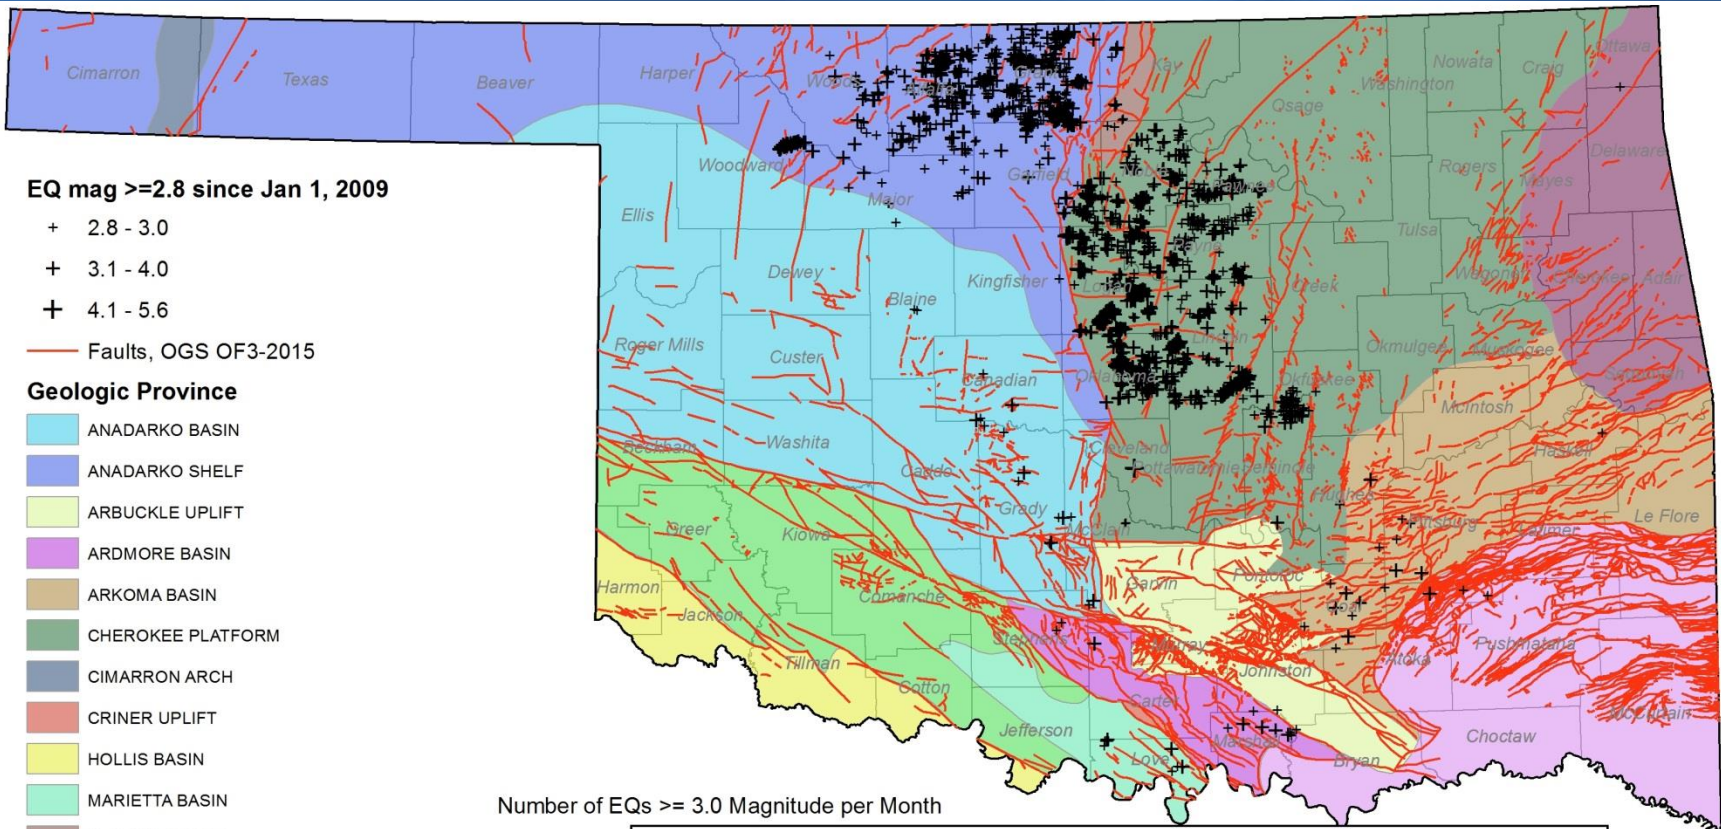 EQ mag >=2.8 since Jan 1, 2009
2.8 - 3.0
3.1 - 4.0
4.1 - 5.6
Faults, OGS OF3-2015
Geologic Province
ANADARKO BASIN
ANADARKO SHELF
ARBUCKLE UPLIFT
ARDMORE BASIN
ARKOMA BASIN
CHEROKEE PLATFORM
CIMARRON ARCH
CRINER UPLIFT
HOLLIS BASIN
MARIETTA BASIN
Cimarron
Texas
Beaver
Harper
Woods
Alfalfa
Grant
Kay
Osage
Washington
Nowata
Craig
Ottawa
Woodward
Major
Garfield
Noble
Pawnee
Rogers
Mayes
Delaware
Ellis
Dewey
Blaine
Kingfisher
Logan
Payne
Creek
Tulsa
Wagoner
Cherokee
Adair
Roger Mills
Custer
Canadian
Oklahoma
Lincoln
Okfuskee
Okmulgee
Muskogee
Sequoyah
Beckham
Washita
Caddo
Grady
Cleveland
Pottawatomie
Seminole
Hughes
McIntosh
Haskell
Greer
Kiowa
McClain
Pittsburg
Latimer
Le Flore
Harmon
Jackson
Comanche
Garvin
Pontotoc
Coal
Tillman
Cotton
Stephens
Murray
Johnston
Atoka
Pushmataha
McCurtain
Jefferson
Carter
Love
Marshall
Bryan
Choctaw
Number of EQs >= 3.0 Magnitude per Month